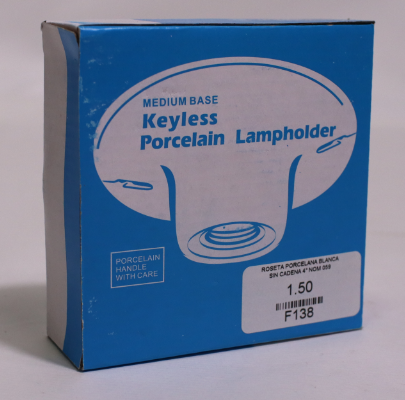 MEDIUM BASE
Keyless
Porcelain Lampholder
PORCELAIN
HANDLE
WITH CARE
ROSETA PORCELANA BLANCA
SIN CADENA 4" NOM 055
1.50
F138